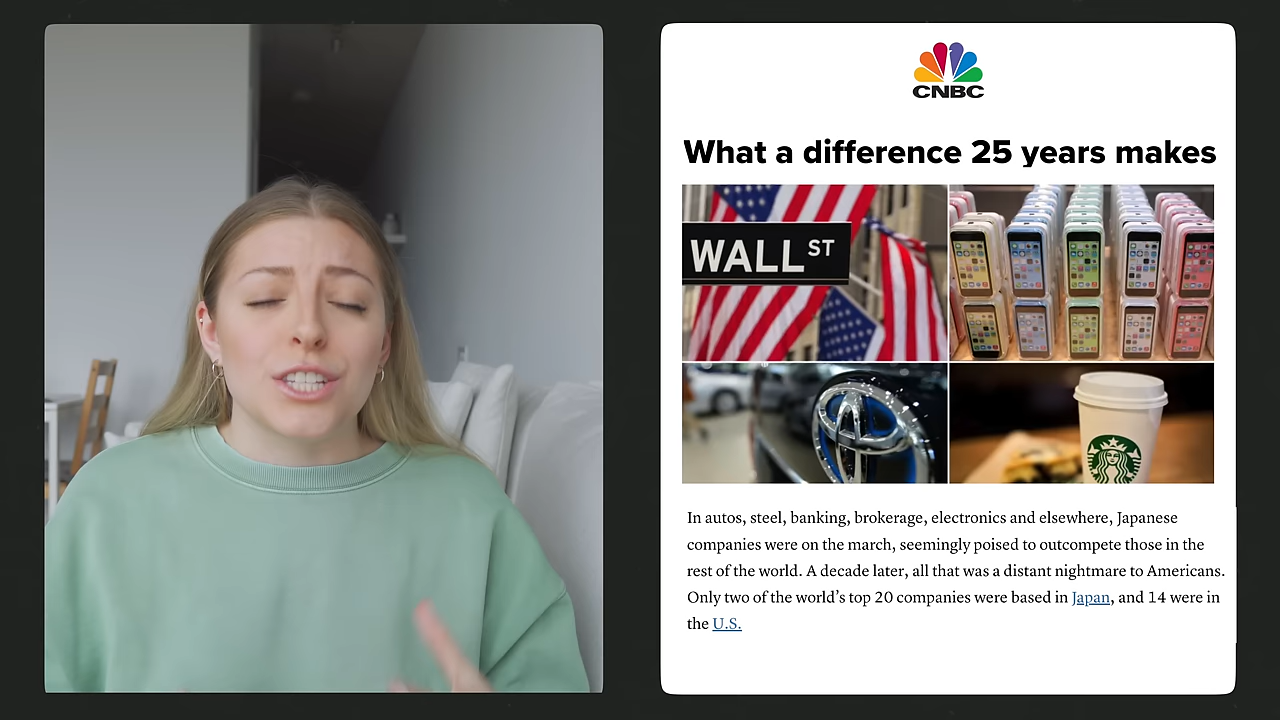 CNBC
What a difference 25 years makes
WALL ST
In autos, steel, banking, brokerage, electronics and elsewhere, Japanese
companies were on the march, seemingly poised to outcompete those in the
rest of the world. A decade later, all that was a distant nightmare to Americans.
Only two of the world's top 20 companies were based in Japan, and 14 were in
the U.S.